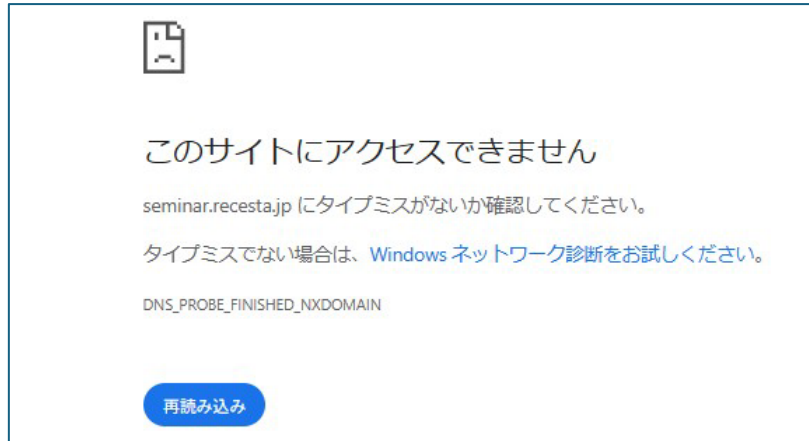 このサイトにアクセスできません
seminar.recesta.jp にタイプミスがないか確認してください。
タイプミスでない場合は、Windows ネットワーク診断をお試しください。
DNS_PROBE_FINISHED_NXDOMAIN
再読み込み